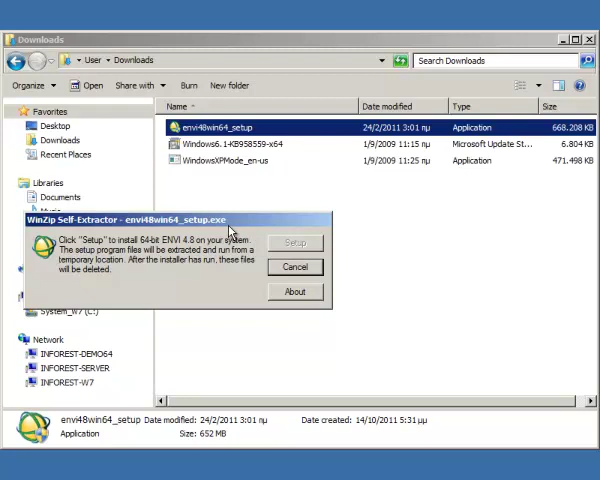 Downloads
User
Downloads
Search Downloads
Organize
Open
Share with
Burn
New folder
Name
Date modified
Type
Size
Favorites
Desktop
Downloads
Recent Places
Libraries
Documents
envi48win64_setup 24/2/2011 3:01 πμ Application 668.208 KB
Windows6.1-KB958559-x64 1/9/2009 11:15 πμ Microsoft Update St... 6.804 KB
WindowsXPMode_en-us 1/9/2009 11:25 πμ Application 471.498 KB
WinZip Self-Extractor - envi48win64_setup.exe
Click "Setup" to install 64-bit ENVI 4.8 on your system.
The setup program files will be extracted and run from a
temporary location. After the installer has run, these files
will be deleted.
Setup
Cancel
About
System_W7 (C:)
Network
INFOREST-DEMO64
INFOREST-SERVER
INFOREST-W7
envi48win64_setup Date modified: 24/2/2011 3:01 πμ Date created: 14/10/2011 5:31 μμ
Application Size: 652 MB